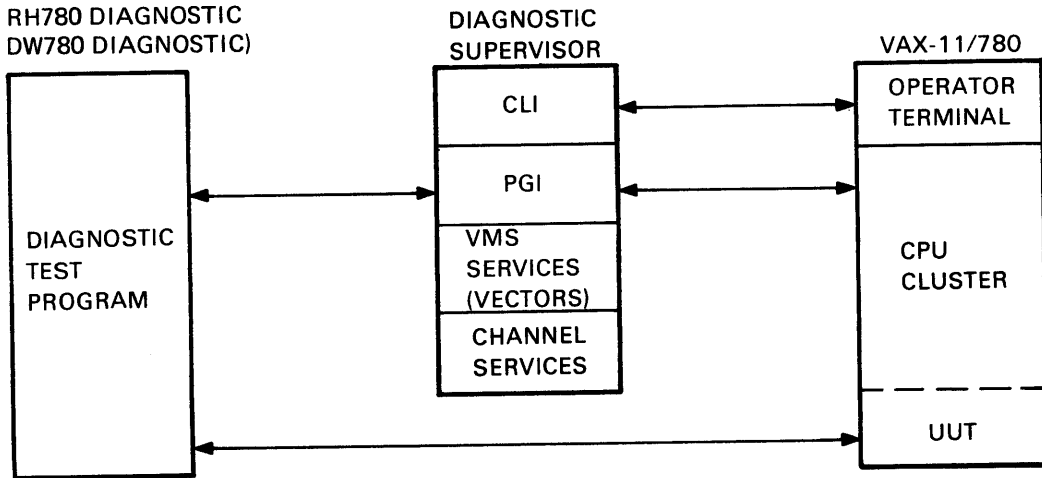 RH780 DIAGNOSTIC
DW780 DIAGNOSTIC)
DIAGNOSTIC
TEST
PROGRAM
DIAGNOSTIC
SUPERVISOR
CLI
PGI
VMS
SERVICES
(VECTORS)
CHANNEL
SERVICES
VAX-11/780
OPERATOR
TERMINAL
CPU
CLUSTER
UUT